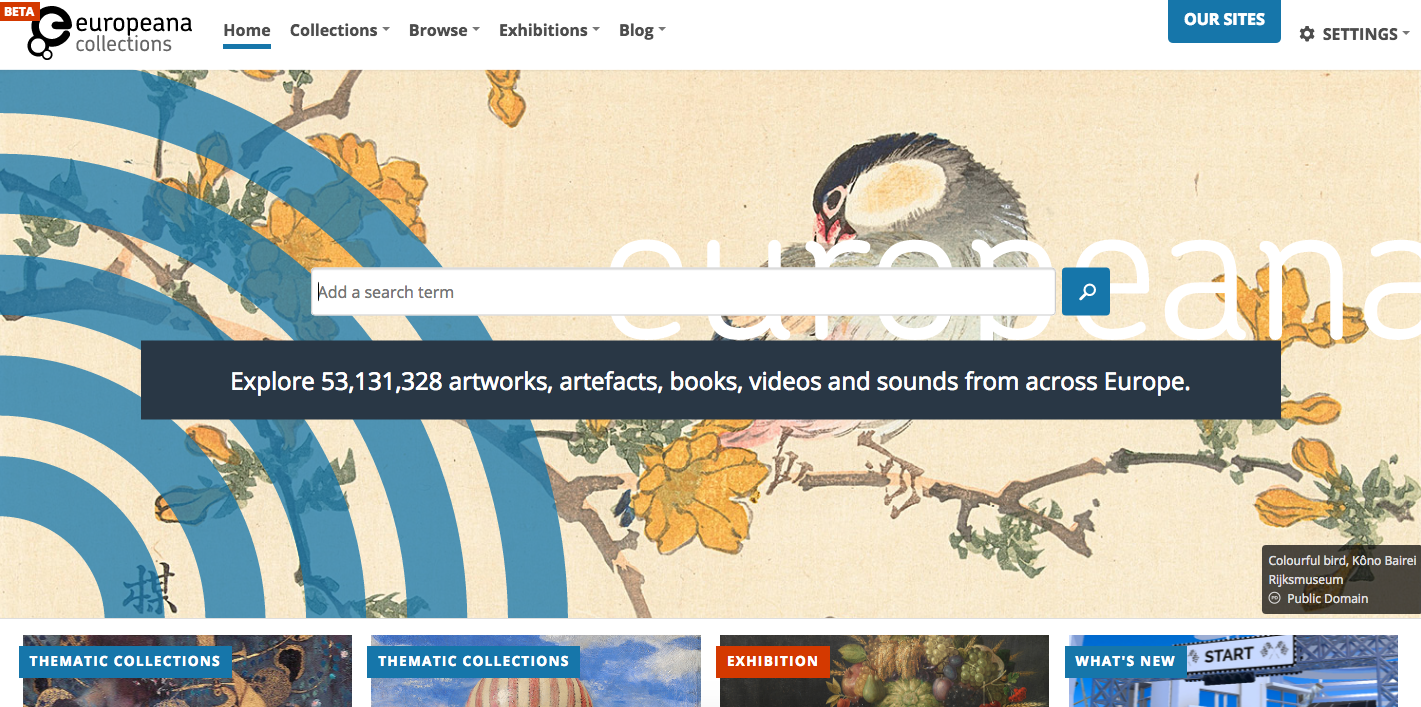 BETA
europeana
collections
Home Collections Browse Exhibitions Blog
OUR SITES
SETTINGS
europeana
Add a search term
Explore 53,131,328 artworks, artefacts, books, videos and sounds from across Europe.
棋
Colourful bird, Kôno Bairei
Rijksmuseum
Public Domain
THEMATIC COLLECTIONS
THEMATIC COLLECTIONS
EXHIBITION
WHAT'S NEW
START